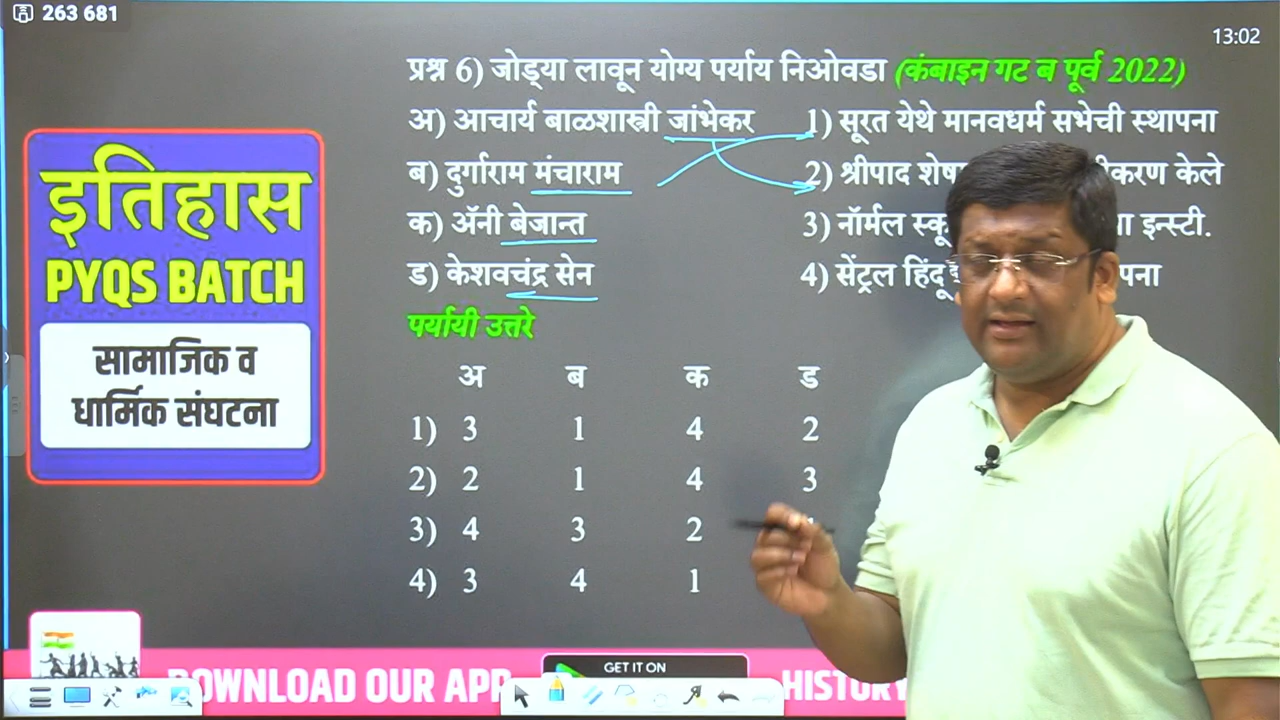 263 681
13:02
प्रश्न 6) जोड्या लावून योग्य पर्याय निओवडा (कंबाइन गट ब पूर्व 2022)
अ) आचार्य बाळशास्त्री जांभेकर 1) सूरत येथे मानवधर्म सभेची स्थापना
ब) दुर्गाराम मंचाराम 2) श्रीपाद केले
क) ॲनी बेजान्त 3) नॉर्मल इन्स्टी.
ड) केशवचंद्र सेन 4) सेंट्रल हिंदू
पर्यायी उत्तरे
अ ब क ड
1) 3 1 4 2
2) 2 1 4 3
3) 4 3 2
4) 3 4 1
इतिहास
PYQS BATCH
सामाजिक व
धार्मिक संघटना
DOWNLOAD OUR APP
GET IT ON
HISTORY